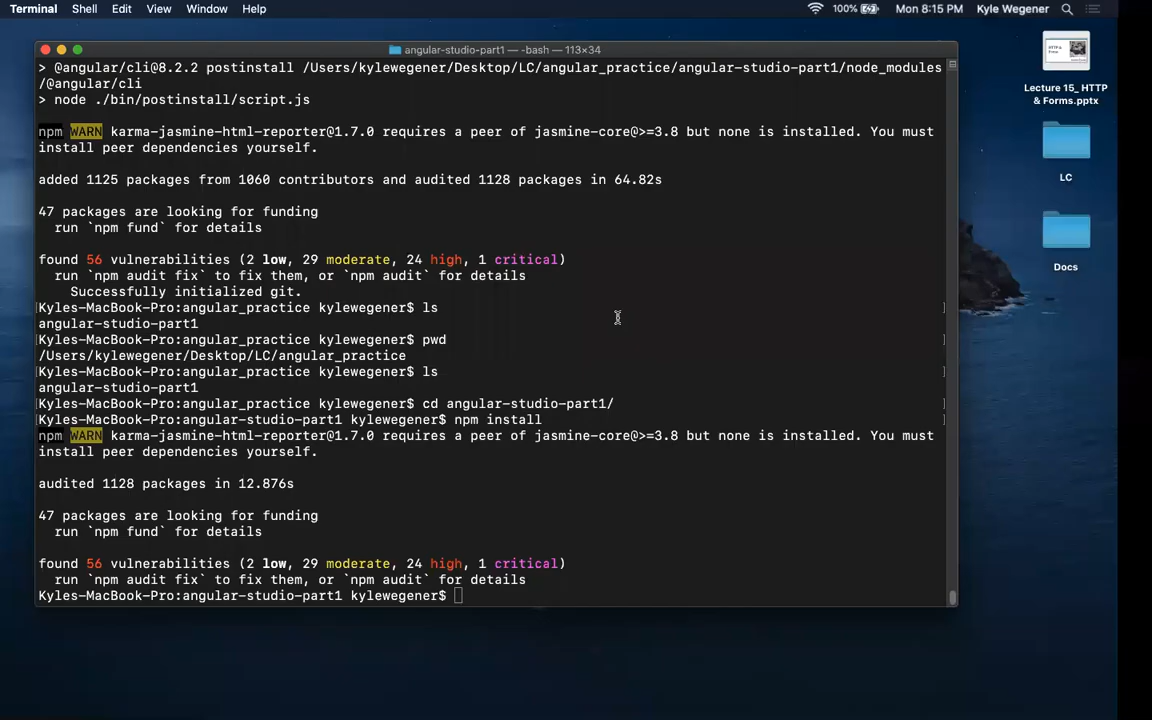 Terminal Shell Edit View Window Help 100% Mon 8:15 PM Kyle Wegener
angular-studio-part1 — -bash — 113×34
> @angular/cli@8.2.2 postinstall /Users/kylewegener/Desktop/LC/angular_practice/angular-studio-part1/node_modules
/@angular/cli
> node ./bin/postinstall/script.js
npm WARN karma-jasmine-html-reporter@1.7.0 requires a peer of jasmine-core@>=3.8 but none is installed. You must
install peer dependencies yourself.
added 1125 packages from 1060 contributors and audited 1128 packages in 64.82s
47 packages are looking for funding
run `npm fund` for details
found 56 vulnerabilities (2 low, 29 moderate, 24 high, 1 critical)
run `npm audit fix` to fix them, or `npm audit` for details
Successfully initialized git.
[Kyles-MacBook-Pro:angular_practice kylewegener$ ls ]
angular-studio-part1
[Kyles-MacBook-Pro:angular_practice kylewegener$ pwd ]
/Users/kylewegener/Desktop/LC/angular_practice
[Kyles-MacBook-Pro:angular_practice kylewegener$ ls ]
angular-studio-part1
[Kyles-MacBook-Pro:angular_practice kylewegener$ cd angular-studio-part1/ ]
[Kyles-MacBook-Pro:angular-studio-part1 kylewegener$ npm install ]
npm WARN karma-jasmine-html-reporter@1.7.0 requires a peer of jasmine-core@>=3.8 but none is installed. You must
install peer dependencies yourself.
audited 1128 packages in 12.876s
47 packages are looking for funding
run `npm fund` for details
found 56 vulnerabilities (2 low, 29 moderate, 24 high, 1 critical)
run `npm audit fix` to fix them, or `npm audit` for details
Kyles-MacBook-Pro:angular-studio-part1 kylewegener$
Lecture 15_ HTTP
& Forms.pptx
LC
Docs